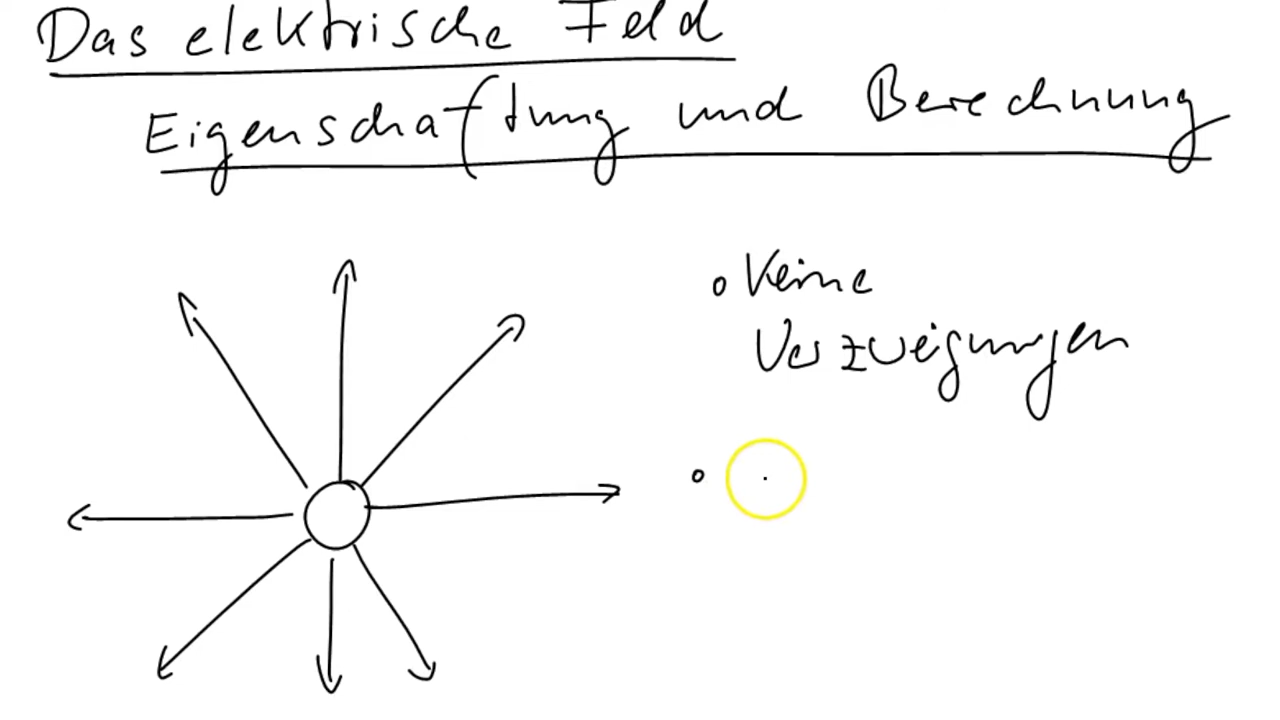 Das elektrische Feld
Eigenschaftung und Berechnung
Keine
Verzweigungen